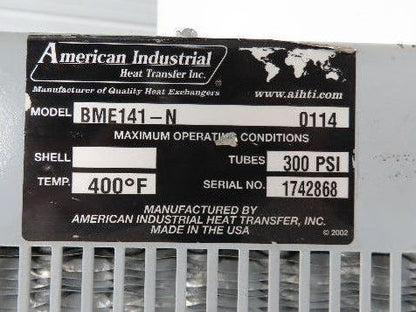 American Industrial
Heat Transfer Inc.
Manufacturer of Quality Heat Exchangers
www.aihti.com
MODEL BME141-N 0114
MAXIMUM OPERATING CONDITIONS
SHELL TUBES 300 PSI
TEMP. 400°F SERIAL NO. 1742868
MANUFACTURED BY
AMERICAN INDUSTRIAL HEAT TRANSFER, INC.
MADE IN THE USA
© 2002